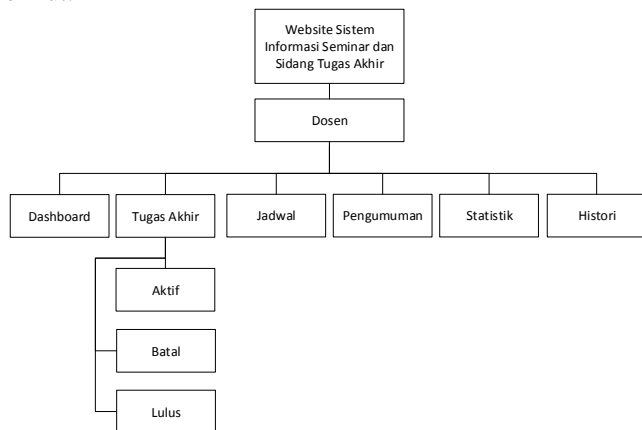 Website Sistem
Informasi Seminar dan
Sidang Tugas Akhir
Dosen
Dashboard
Tugas Akhir
Jadwal
Pengumuman
Statistik
Histori
Aktif
Batal
Lulus